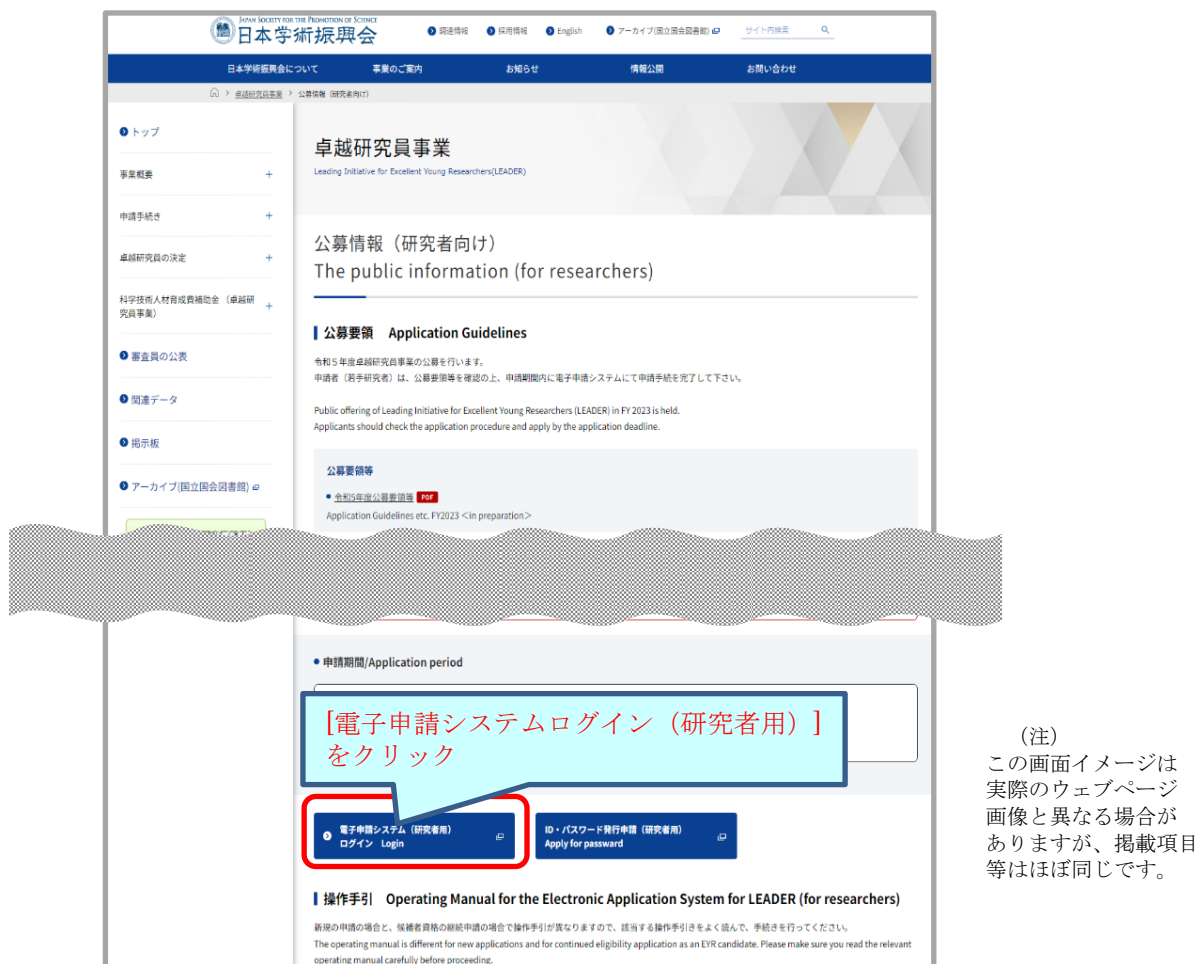 JAPAN SOCIETY FOR THE PROMOTION OF SCIENCE
日本学術振興会
調達情報
採用情報
English
アーカイブ(国立国会図書館)
サイト内検索
日本学術振興会について
事業のご案内
お知らせ
情報公開
お問い合わせ
> 卓越研究員事業 > 公募情報（研究者向け）
トップ
事業概要 +
申請手続き +
卓越研究員の決定 +
科学技術人材育成費補助金 （卓越研
究員事業） +
審査員の公表
関連データ
掲示板
アーカイブ(国立国会図書館)
卓越研究員事業
Leading Initiative for Excellent Young Researchers(LEADER)
公募情報（研究者向け）
The public information (for researchers)
公募要領　Application Guidelines
令和５年度卓越研究員事業の公募を行います。
申請者（若手研究者）は、公募要領等を確認の上、申請期間内に電子申請システムにて申請手続を完了して下さい。
Public offering of Leading Initiative for Excellent Young Researchers (LEADER) in FY 2023 is held.
Applicants should check the application procedure and apply by the application deadline.
公募要領等
令和5年度公募要領等 PDF
Application Guidelines etc. FY2023 ＜in preparation＞
申請期間/Application period
[電子申請システムログイン（研究者用）]
をクリック
電子申請システム（研究者用）
ログイン　Login
ID・パスワード発行申請（研究者用）
Apply for passward
操作手引　Operating Manual for the Electronic Application System for LEADER (for researchers)
新規の申請の場合と、候補者資格の継続申請の場合で操作手引が異なりますので、該当する操作手引きをよく読んで、手続きを行ってください。
The operating manual is different for new applications and for continued eligibility application as an EYR candidate. Please make sure you read the relevant
operating manual carefully before proceeding.
（注）
この画面イメージは
実際のウェブページ
画像と異なる場合が
ありますが、掲載項目
等はほぼ同じです。